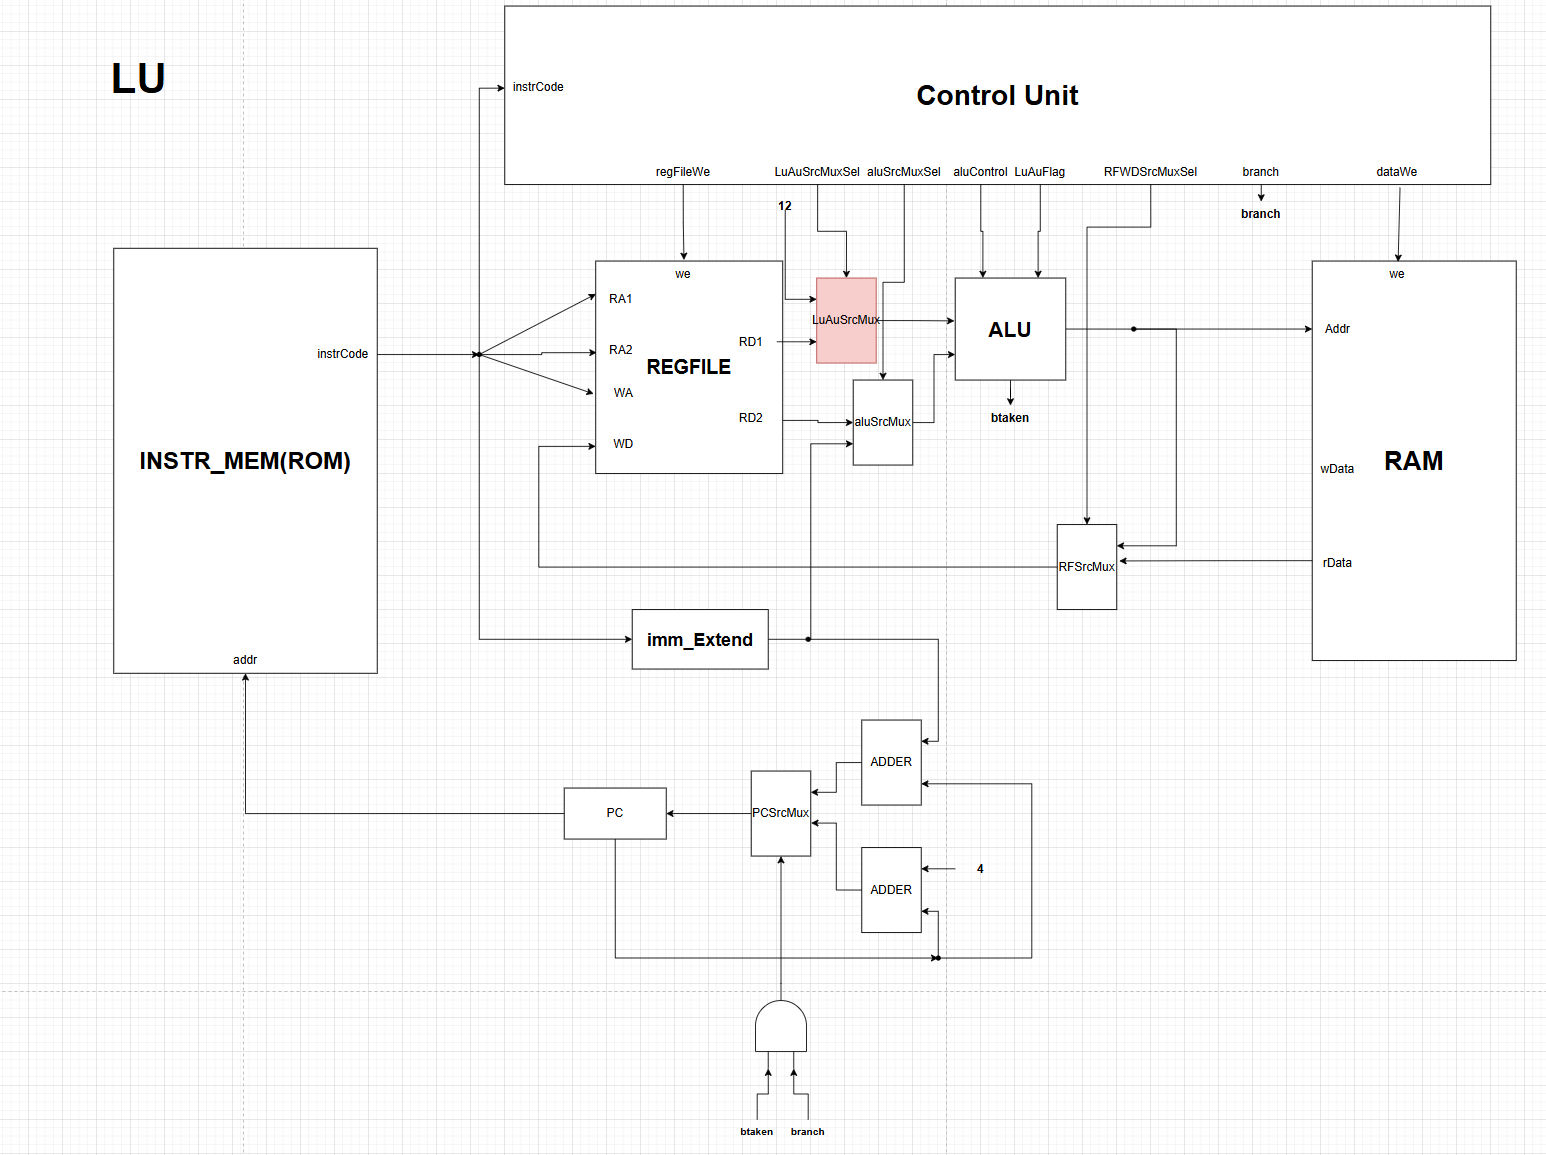 LU
instrCode
Control Unit
regFileWe
LuAuSrcMuxSel
aluSrcMuxSel
aluControl
LuAuFlag
RFWDSrcMuxSel
branch
dataWe
12
branch
we
RA1
RA2
WA
WD
REGFILE
RD1
RD2
LuAuSrcMux
aluSrcMux
ALU
btaken
we
Addr
wData
RAM
rData
instrCode
INSTR_MEM(ROM)
addr
RFSrcMux
imm_Extend
ADDER
PCSrcMux
PC
ADDER
4
btaken
branch